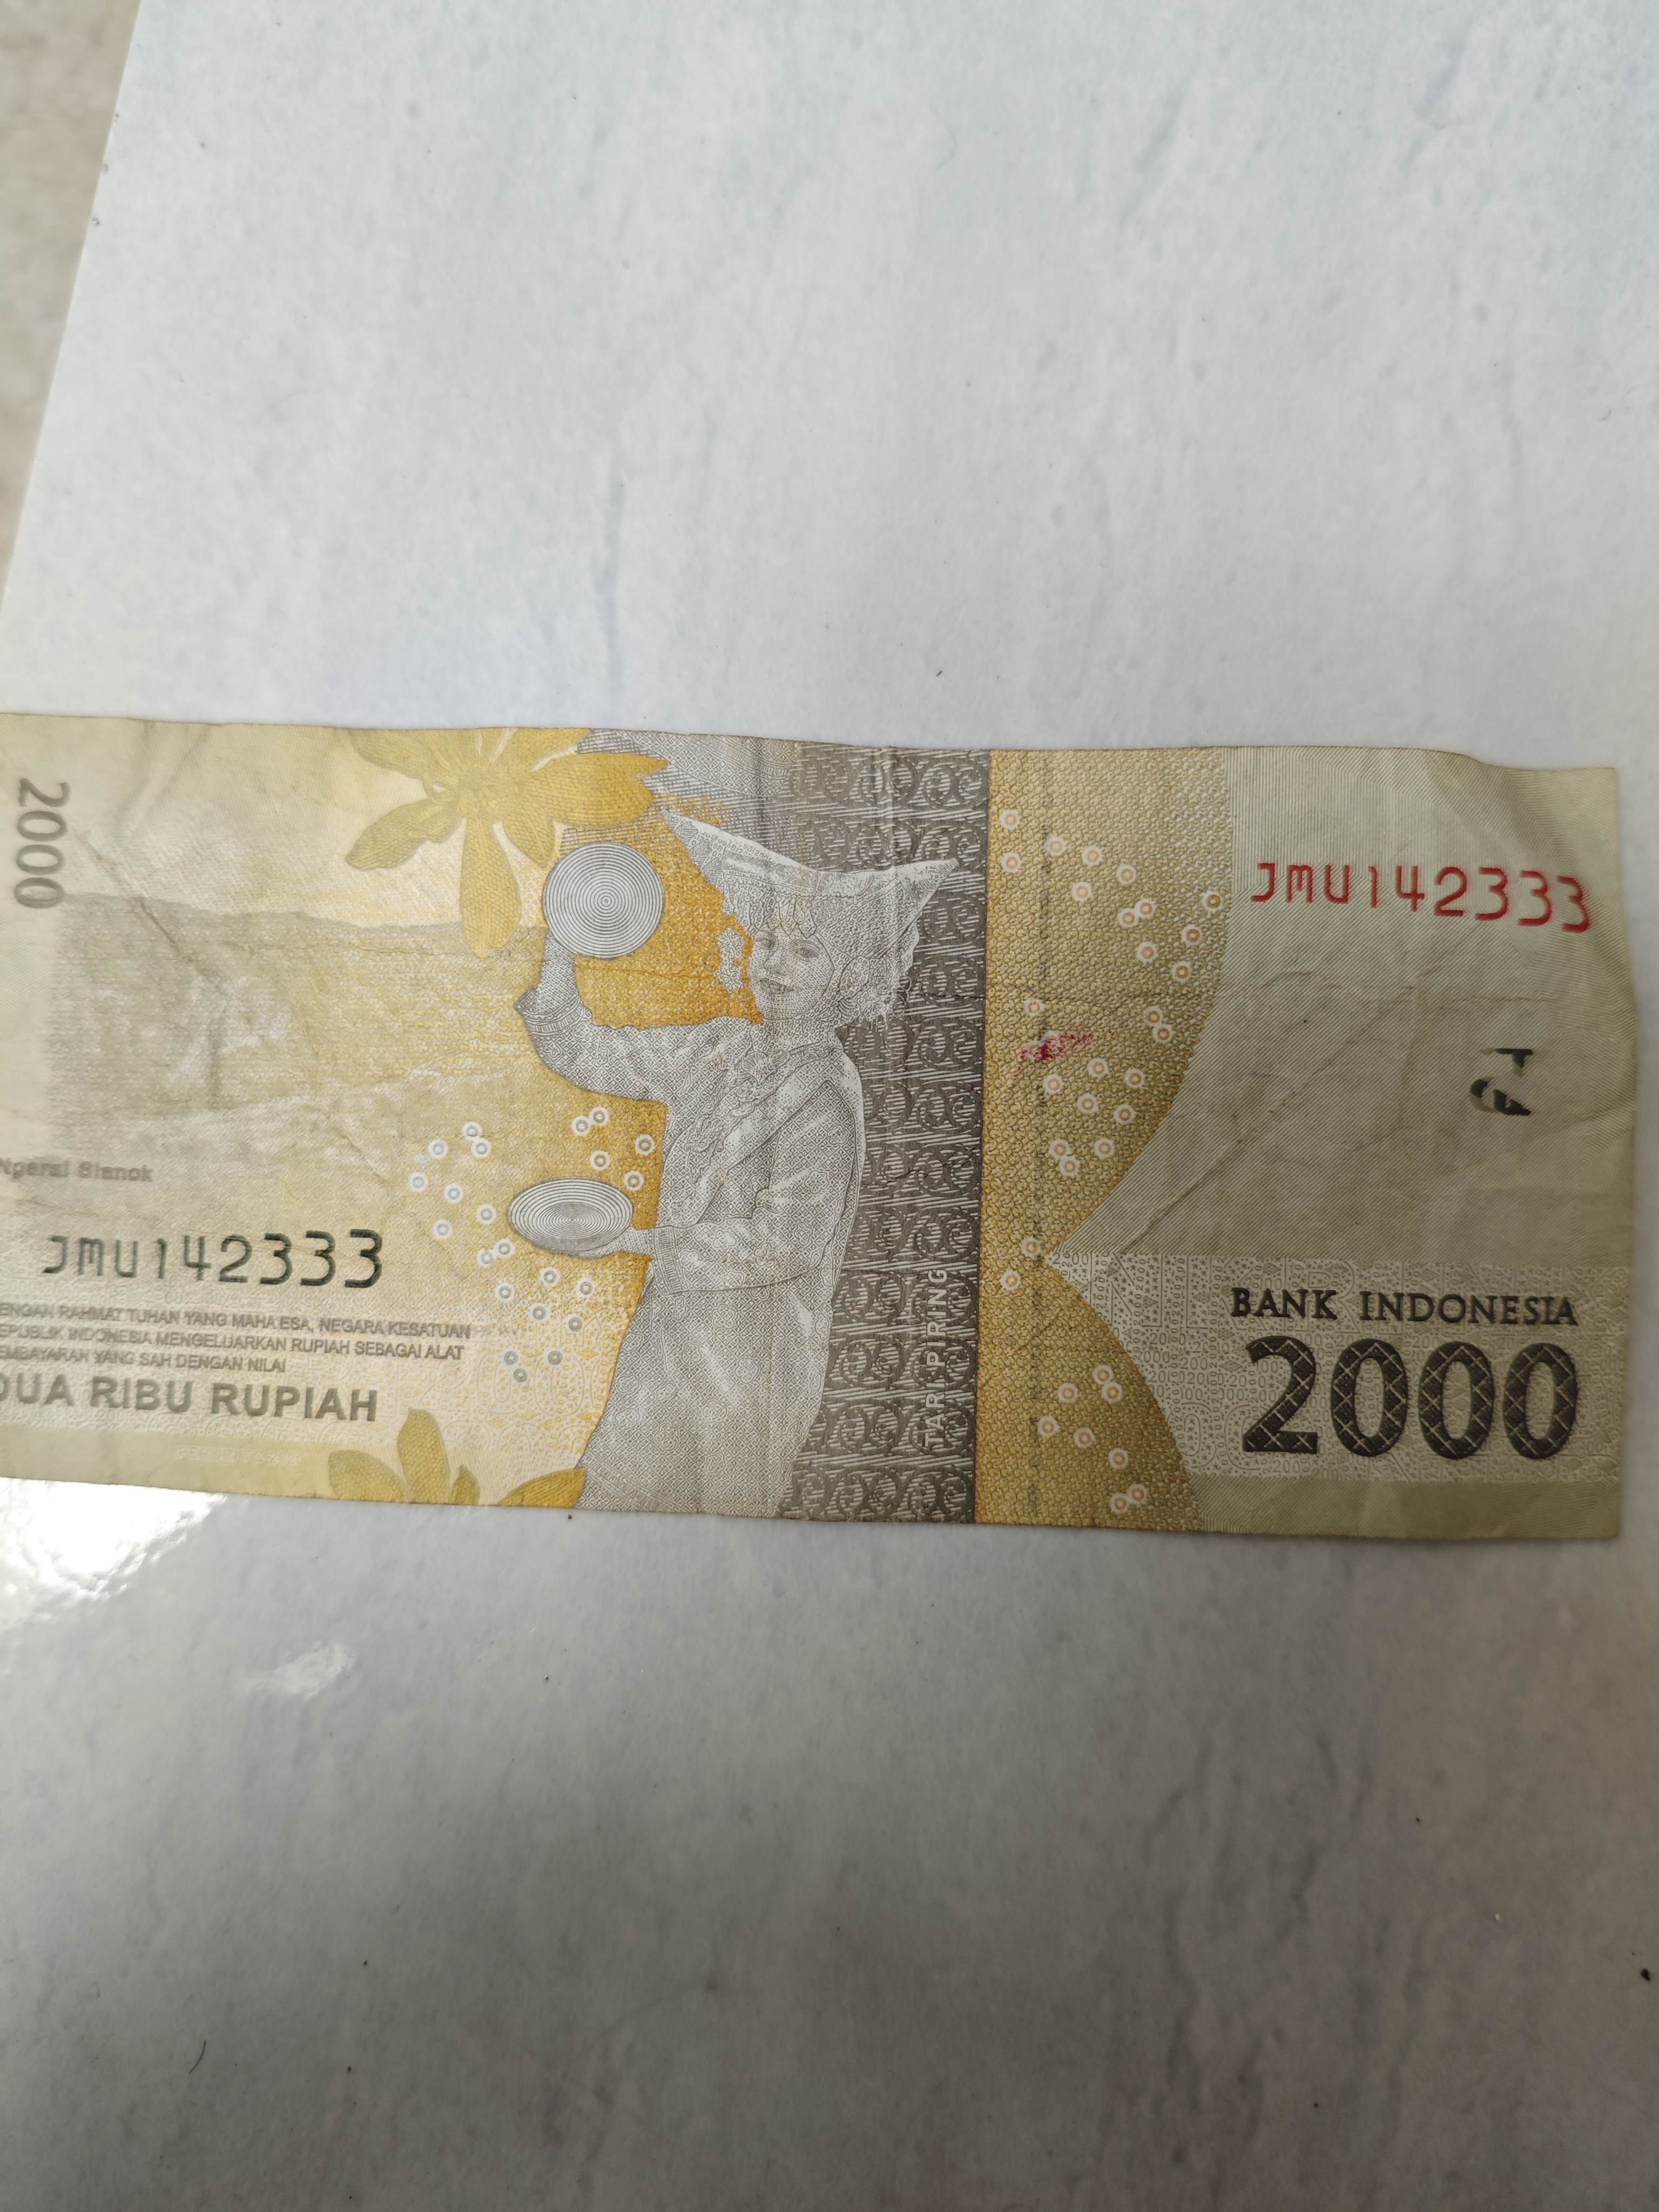 2000
JMU142333
Ngarai Sianok
JMU142333
ENGAN RAHMAT TUHAN YANG MAHA ESA, NEGARA KESATUAN
EPUBLIK INDONESIA MENGELUARKAN RUPIAH SEBAGAI ALAT
EMBAYARAN YANG SAH DENGAN NILAI
DUA RIBU RUPIAH
TARI PIRING
BANK INDONESIA
2000